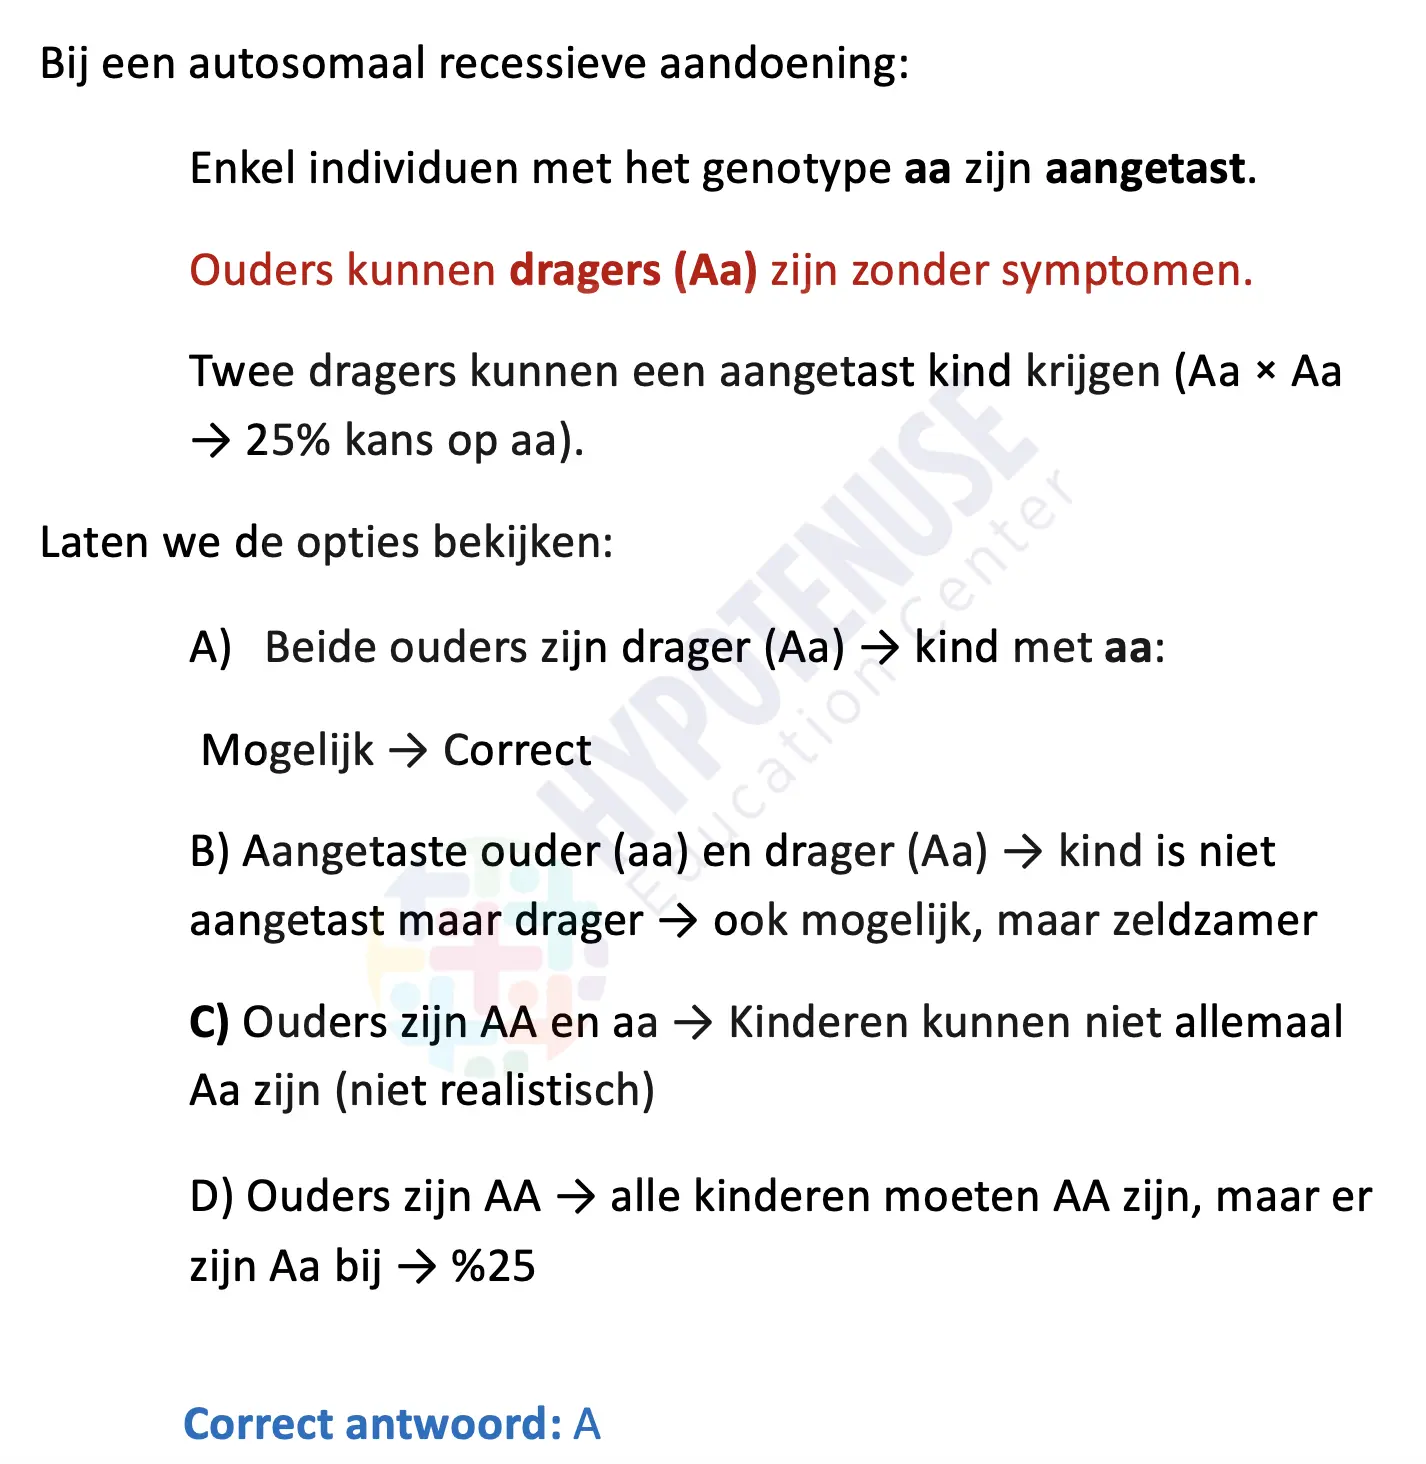 Bij een autosomaal recessieve aandoening:
Enkel individuen met het genotype aa zijn aangetast.
Ouders kunnen dragers (Aa) zijn zonder symptomen.
Twee dragers kunnen een aangetast kind krijgen (Aa × Aa
→ 25% kans op aa).
Laten we de opties bekijken:
A) Beide ouders zijn drager (Aa) → kind met aa:
Mogelijk → Correct
B) Aangetaste ouder (aa) en drager (Aa) → kind is niet
aangetast maar drager → ook mogelijk, maar zeldzamer
C) Ouders zijn AA en aa → Kinderen kunnen niet allemaal
Aa zijn (niet realistisch)
D) Ouders zijn AA → alle kinderen moeten AA zijn, maar er
zijn Aa bij → %25
Correct antwoord: A
HYPOTENUSE
Education Center